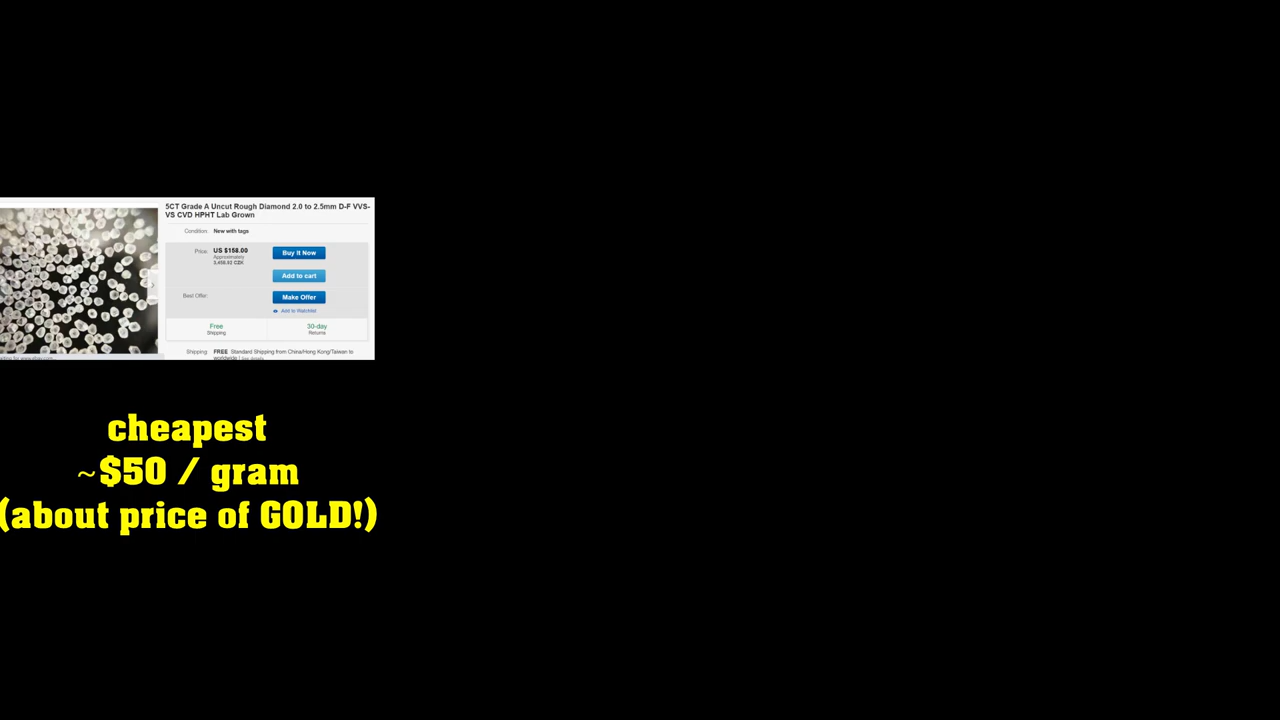 5CT Grade A Uncut Rough Diamond 2.0 to 2.5mm D-F VVS-
VS CVD HPHT Lab Grown
Condition: New with tags
Price: US $158.00 Buy It Now
Approximately
Add to cart
Best Offer: Make Offer
Add to Watchlist
Free 30-day
Shipping Returns
Shipping: FREE Standard Shipping from China/Hong Kong/Taiwan to
worldwide |
cheapest
~$50 / gram
(about price of GOLD!)